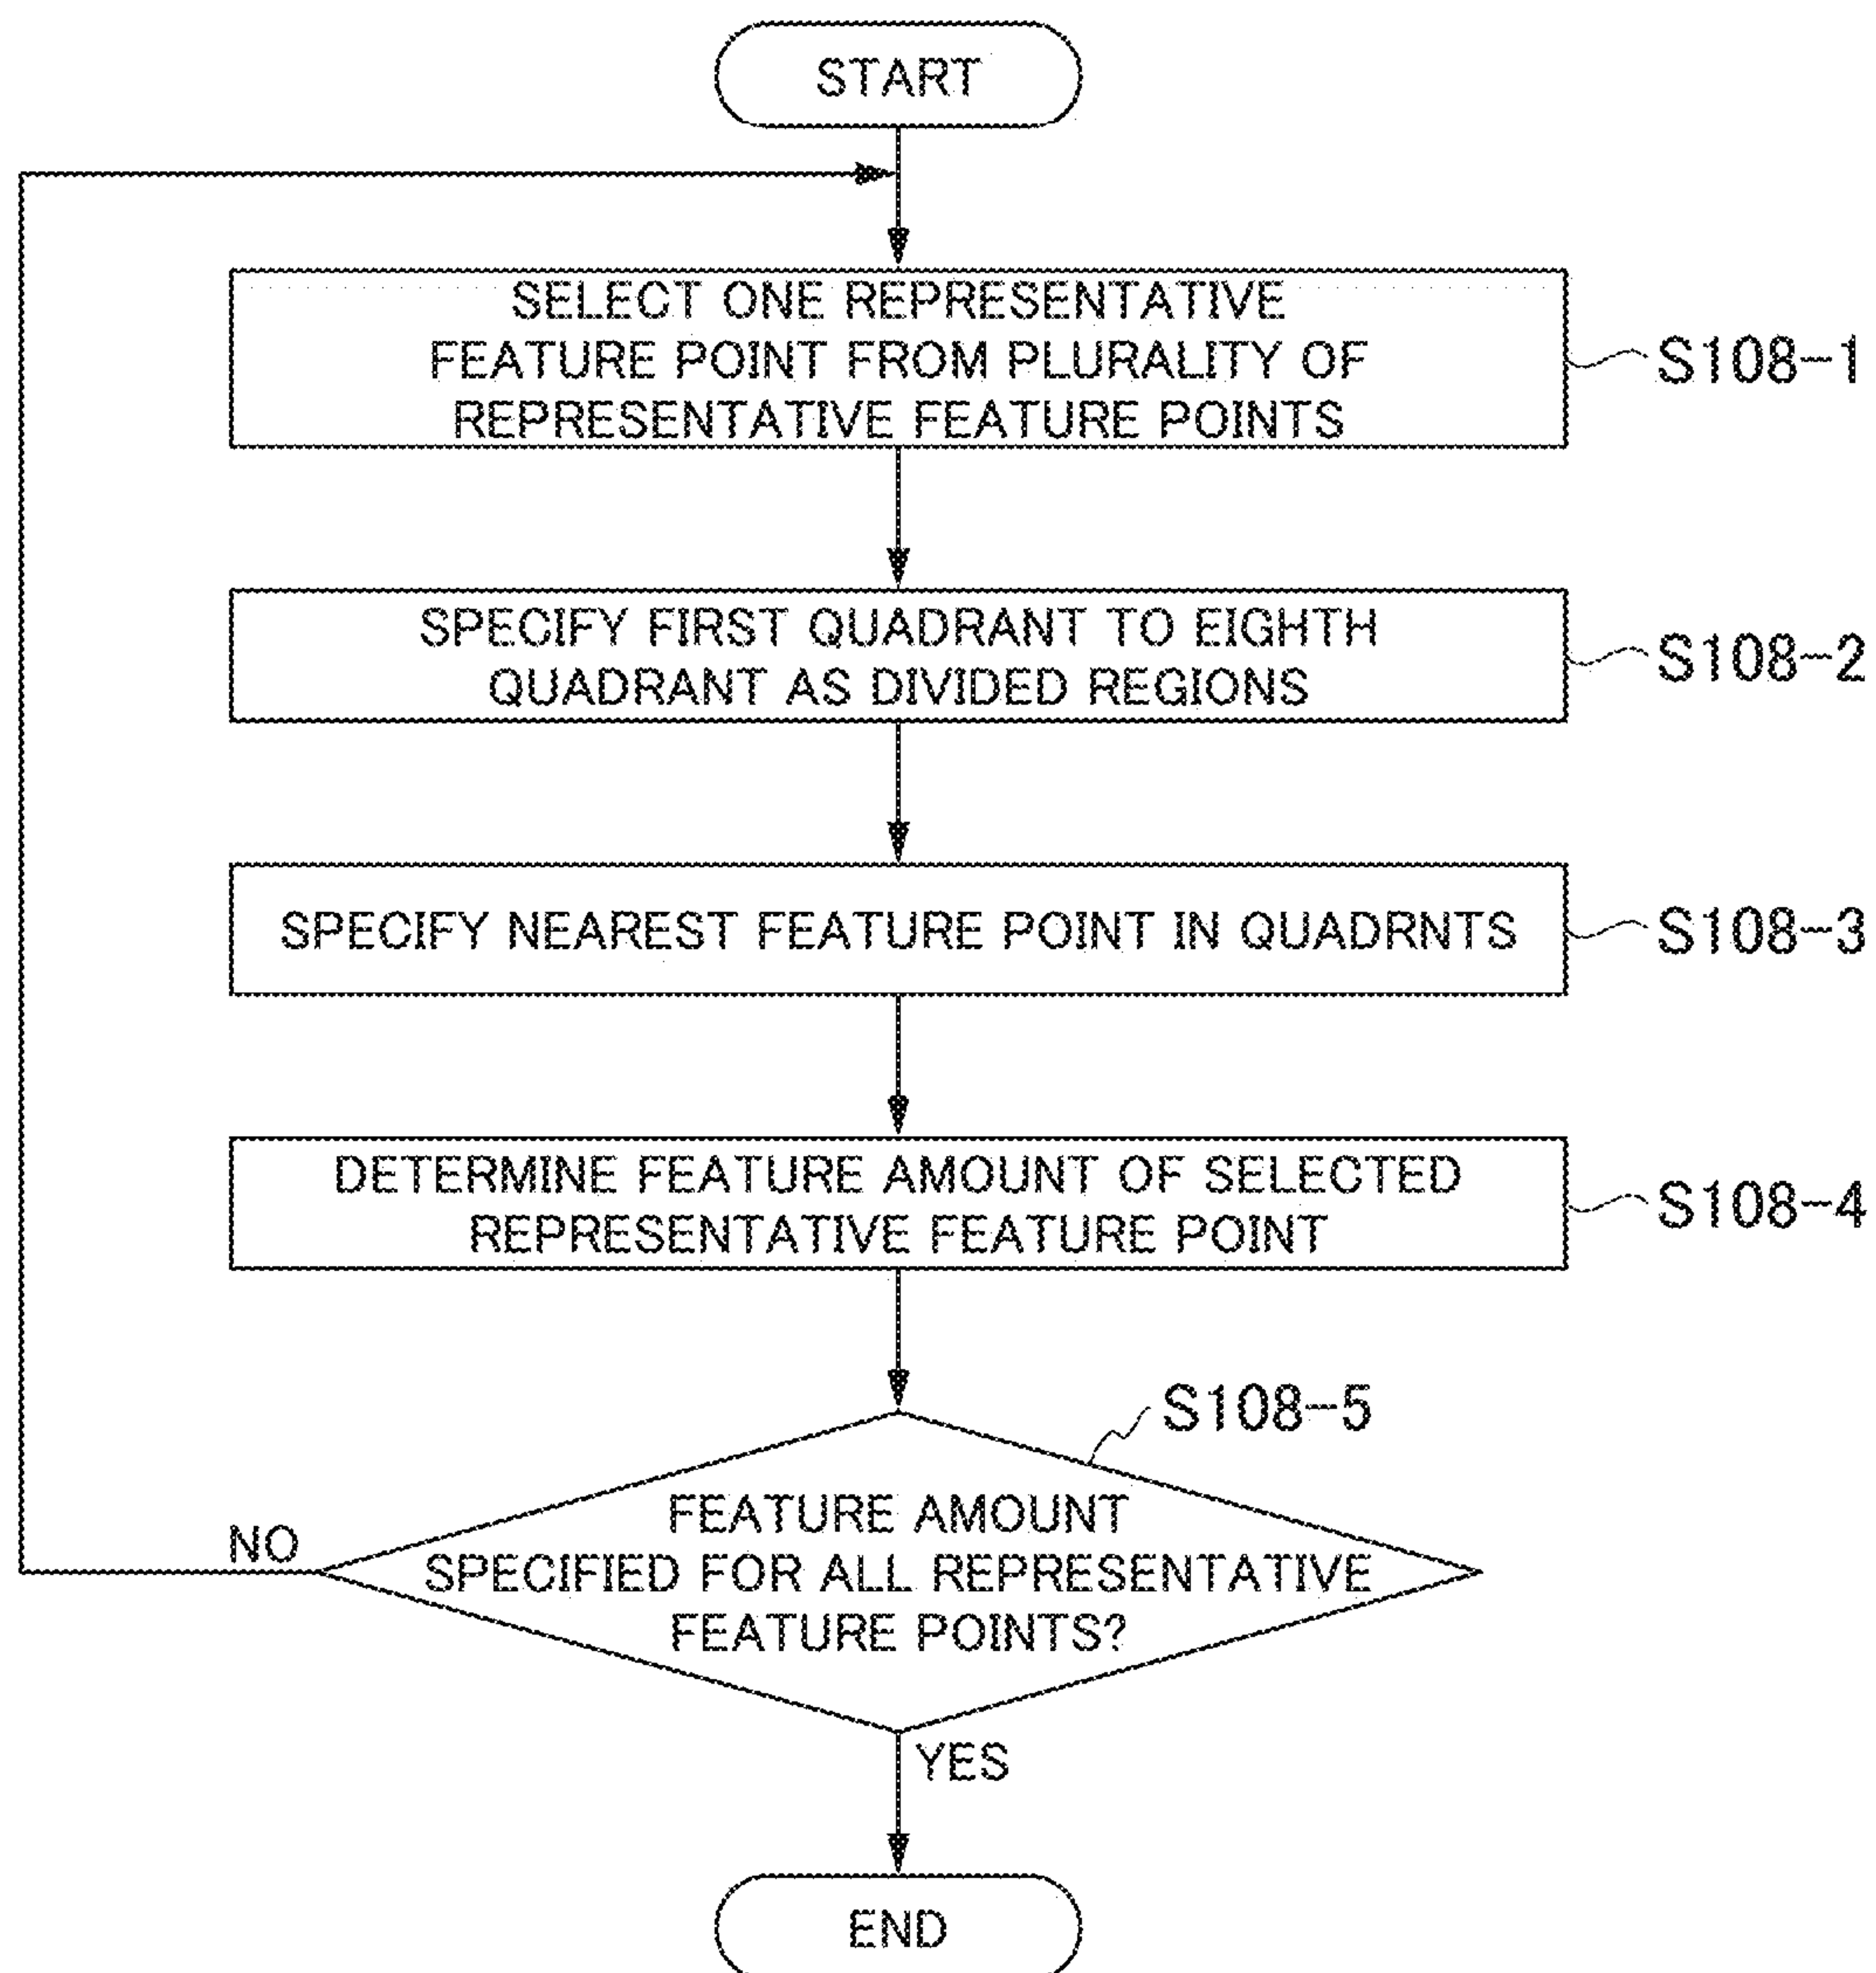 START
SELECT ONE REPRESENTATIVE
FEATURE POINT FROM PLURALITY OF
REPRESENTATIVE FEATURE POINTS
S108-1
SPECIFY FIRST QUADRANT TO EIGHTH
QUADRANT AS DIVIDED REGIONS
S108-2
SPECIFY NEAREST FEATURE POINT IN QUADRNTS
S108-3
DETERMINE FEATURE AMOUNT OF SELECTED
REPRESENTATIVE FEATURE POINT
S108-4
S108-5
FEATURE AMOUNT
SPECIFIED FOR ALL REPRESENTATIVE
FEATURE POINTS?
NO
YES
END